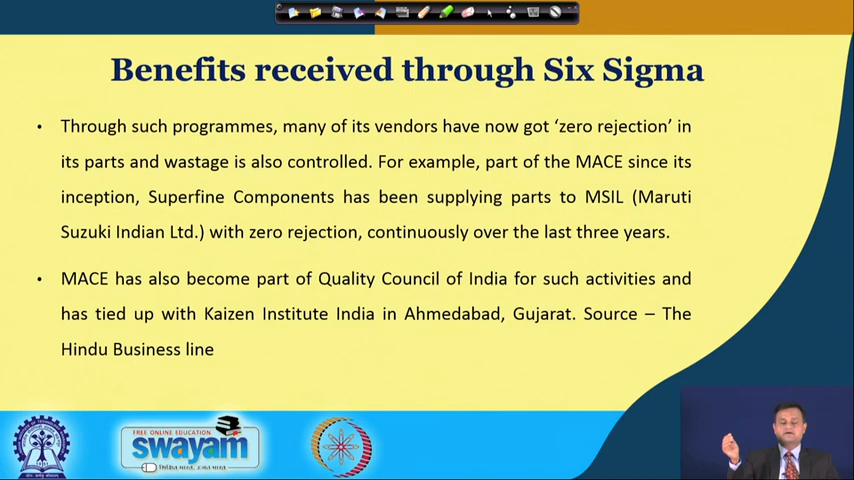 Benefits received through Six Sigma
• Through such programmes, many of its vendors have now got ‘zero rejection’ in
its parts and wastage is also controlled. For example, part of the MACE since its
inception, Superfine Components has been supplying parts to MSIL (Maruti
Suzuki Indian Ltd.) with zero rejection, continuously over the last three years.
• MACE has also become part of Quality Council of India for such activities and
has tied up with Kaizen Institute India in Ahmedabad, Gujarat. Source – The
Hindu Business line
FREE ONLINE EDUCATION
swayam